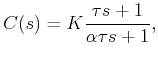 $C(s) = K\frac{\tau s + 1}{\alpha \tau s + 1},$